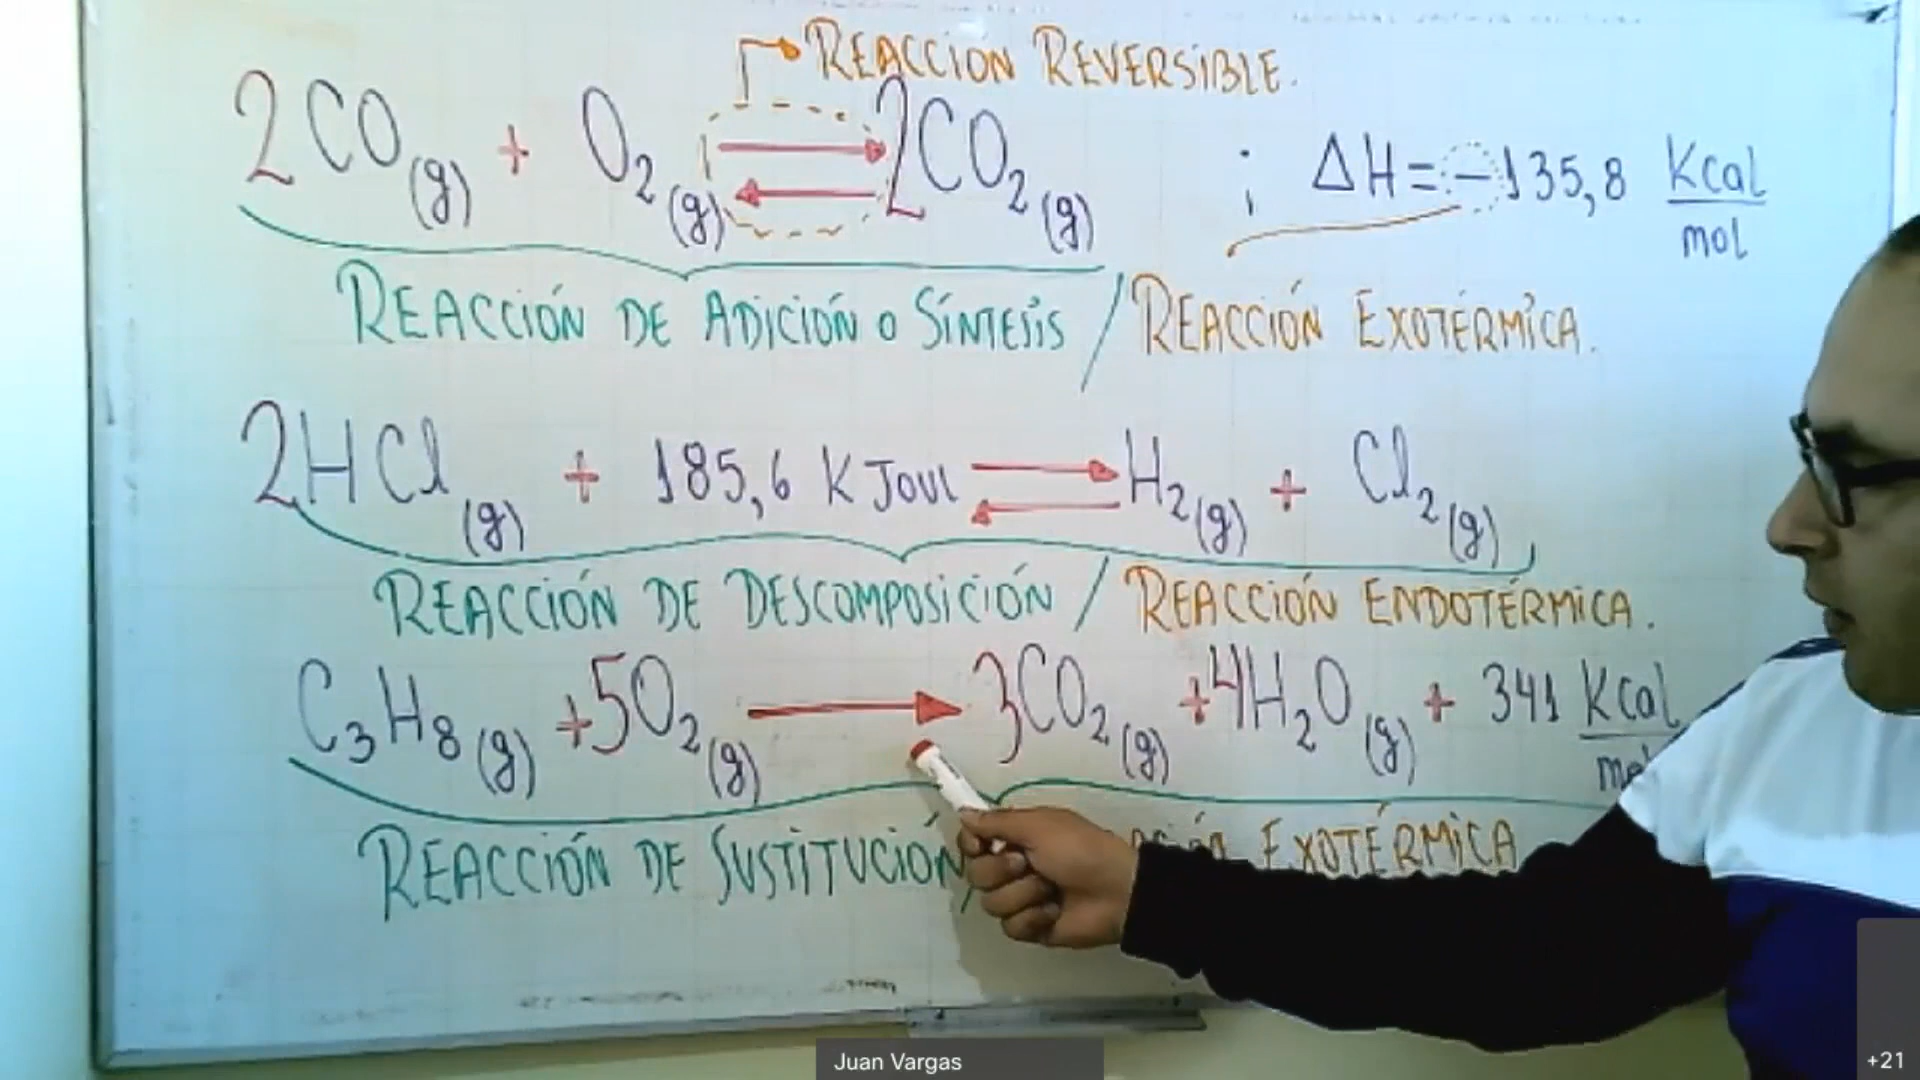 REACCIÓN REVERSIBLE.
2CO(g) + O2(g) ⇄ 2CO2(g) ; ΔH = -135,8 Kcal/mol
REACCIÓN DE ADICIÓN O SÍNTESIS / REACCIÓN EXOTÉRMICA.
2HCl(g) + 185,6 K JOUL ⇄ H2(g) + Cl2(g)
REACCIÓN DE DESCOMPOSICIÓN / REACCIÓN ENDOTÉRMICA.
C3H8(g) + 5O2(g) → 3CO2(g) + 4H2O(g) + 341 Kcal
REACCIÓN DE SUSTITUCIÓN / EXOTÉRMICA
Juan Vargas
+21